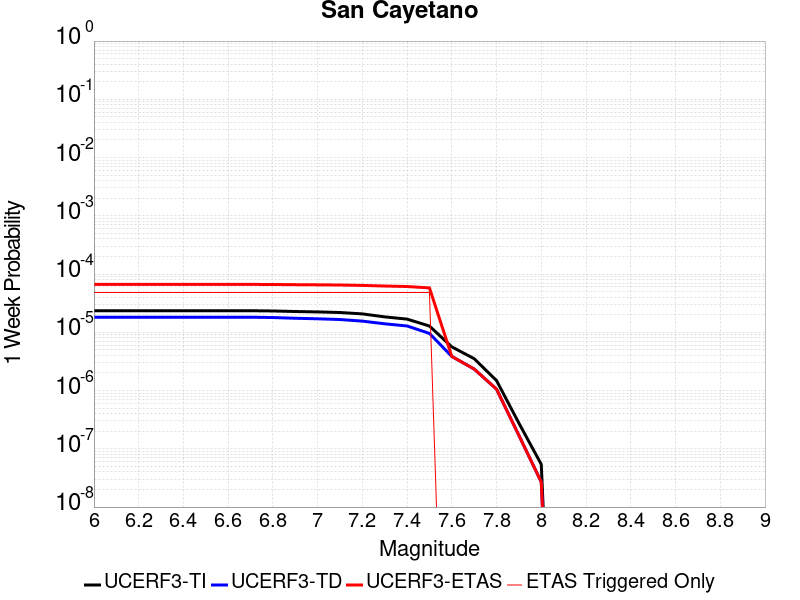 San Cayetano
1 Week Probability
10^0
10^-1
10^-2
10^-3
10^-4
10^-5
10^-6
10^-7
10^-8
6 6.2 6.4 6.6 6.8 7 7.2 7.4 7.6 7.8 8 8.2 8.4 8.6 8.8 9
Magnitude
UCERF3-TI UCERF3-TD UCERF3-ETAS ETAS Triggered Only